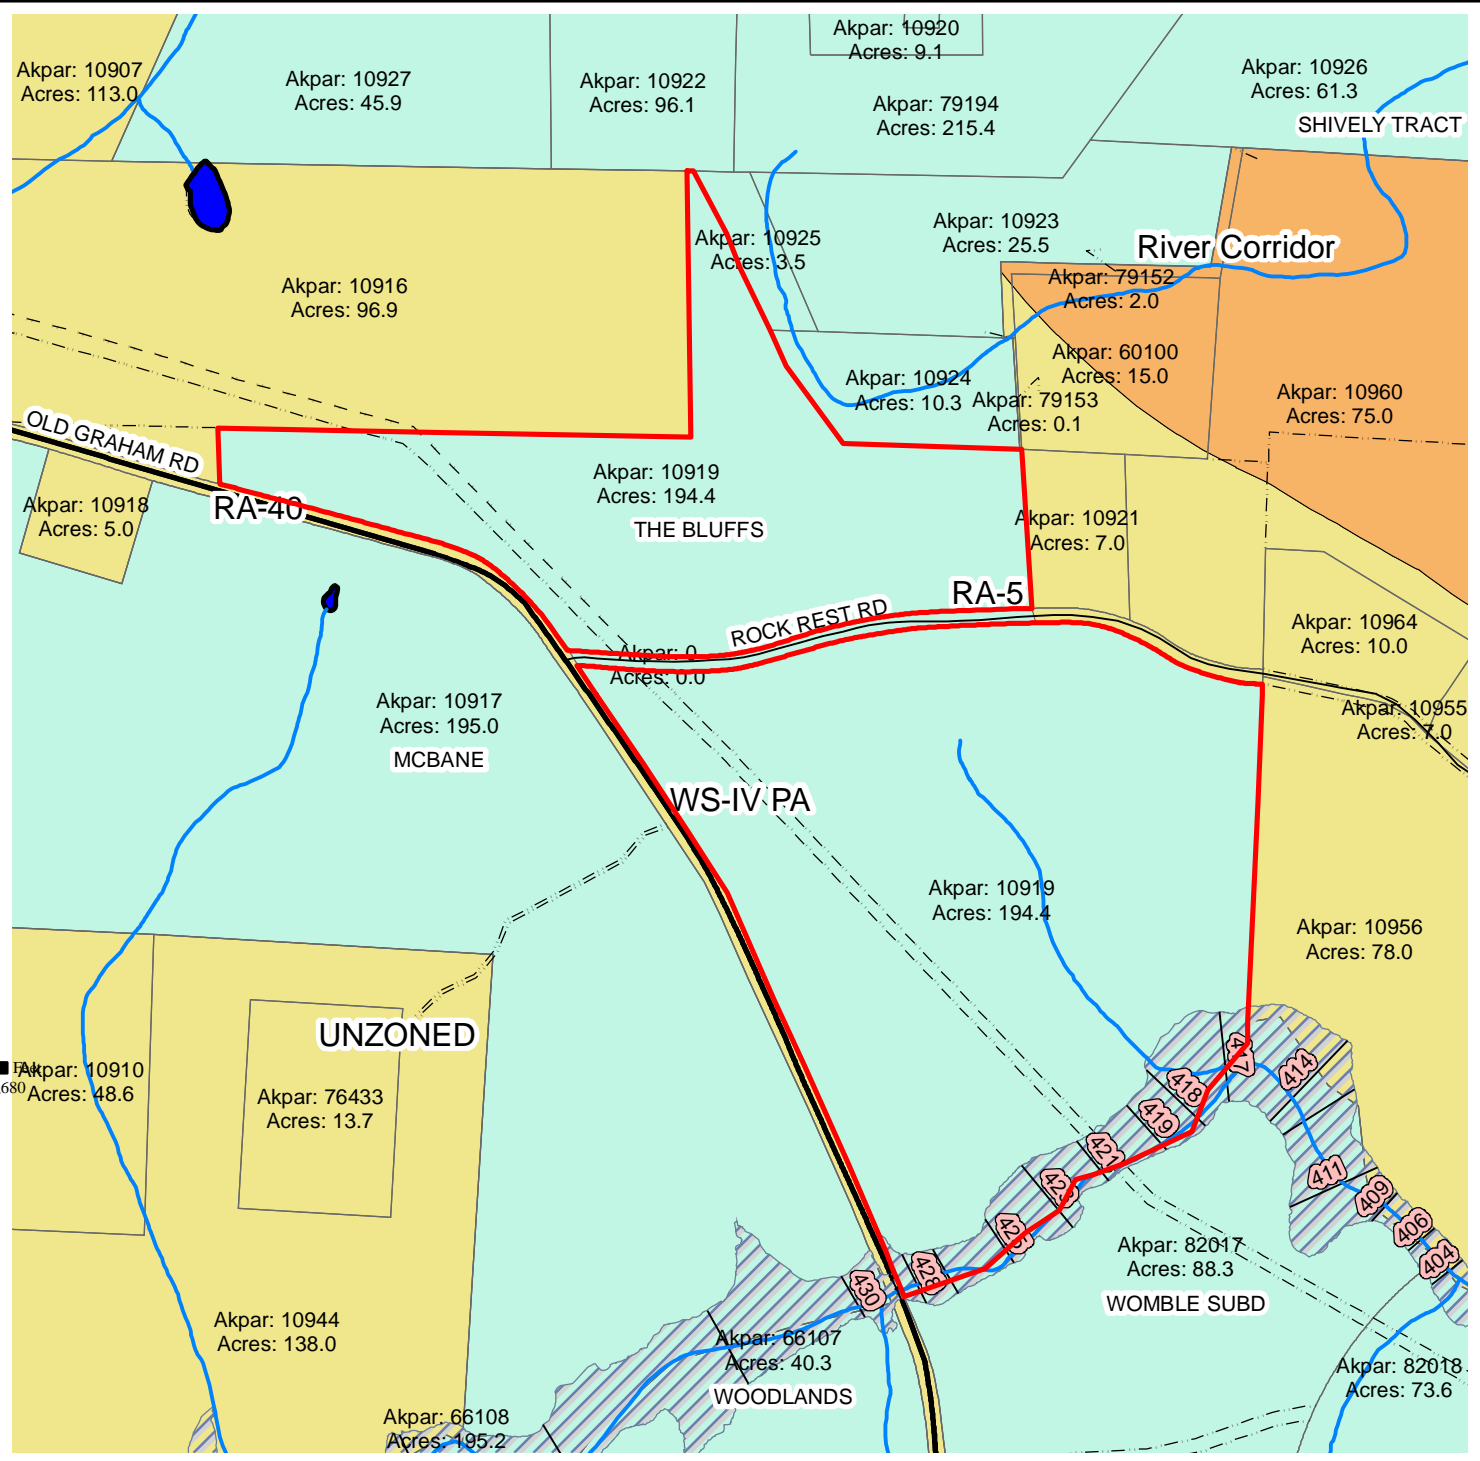 Akpar: 10907
Acres: 113.0
Akpar: 10927
Acres: 45.9
Akpar: 10922
Acres: 96.1
Akpar: 10920
Acres: 9.1
Akpar: 79194
Acres: 215.4
Akpar: 10926
Acres: 61.3
SHIVELY TRACT
Akpar: 10925
Acres: 3.5
Akpar: 10923
Acres: 25.5
River Corridor
Akpar: 10916
Acres: 96.9
Akpar: 79152
Acres: 2.0
Akpar: 60100
Acres: 15.0
Akpar: 10924
Acres: 10.3
Akpar: 79153
Acres: 0.1
Akpar: 10960
Acres: 75.0
OLD GRAHAM RD
Akpar: 10918
Acres: 5.0
RA-40
Akpar: 10919
Acres: 194.4
THE BLUFFS
Akpar: 10921
Acres: 7.0
RA-5
ROCK REST RD
Akpar: 10964
Acres: 10.0
Akpar: 0
Acres: 0.0
Akpar: 10917
Acres: 195.0
MCBANE
Akpar: 10955
Acres: 7.0
WS-IV PA
Akpar: 10919
Acres: 194.4
Akpar: 10956
Acres: 78.0
UNZONED
Feet
680
Akpar: 10910
Acres: 48.6
Akpar: 76433
Acres: 13.7
417
414
418
419
421
411
409
406
404
428
430
Akpar: 82017
Acres: 88.3
WOMBLE SUBD
Akpar: 10944
Acres: 138.0
Akpar: 66107
Acres: 40.3
WOODLANDS
Akpar: 82018
Acres: 73.6
Akpar: 66108
Acres: 195.2